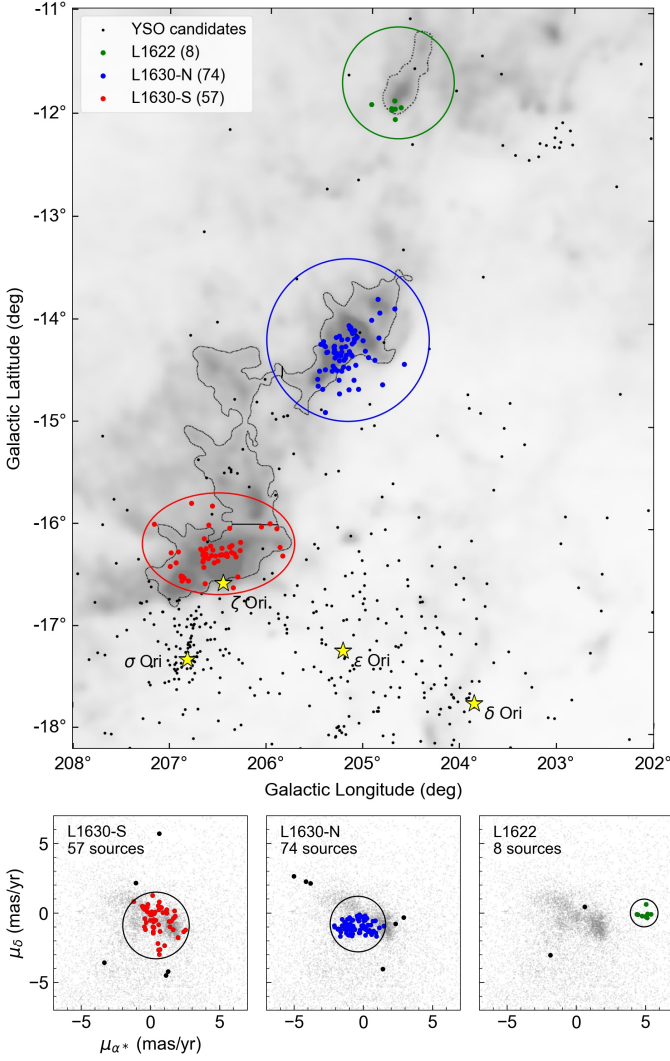 YSO candidates
L1622 (8)
L1630-N (74)
L1630-S (57)
-11°
-12°
-13°
-14°
-15°
-16°
-17°
-18°
Galactic Latitude (deg)
ζ Ori
σ Ori
ε Ori
δ Ori
208° 207° 206° 205° 204° 203° 202°
Galactic Longitude (deg)
L1630-S
57 sources
L1630-N
74 sources
L1622
8 sources
0
−5
μδ (mas/yr)
−5 0 5
−5 0 5
−5 0 5
μα* (mas/yr)